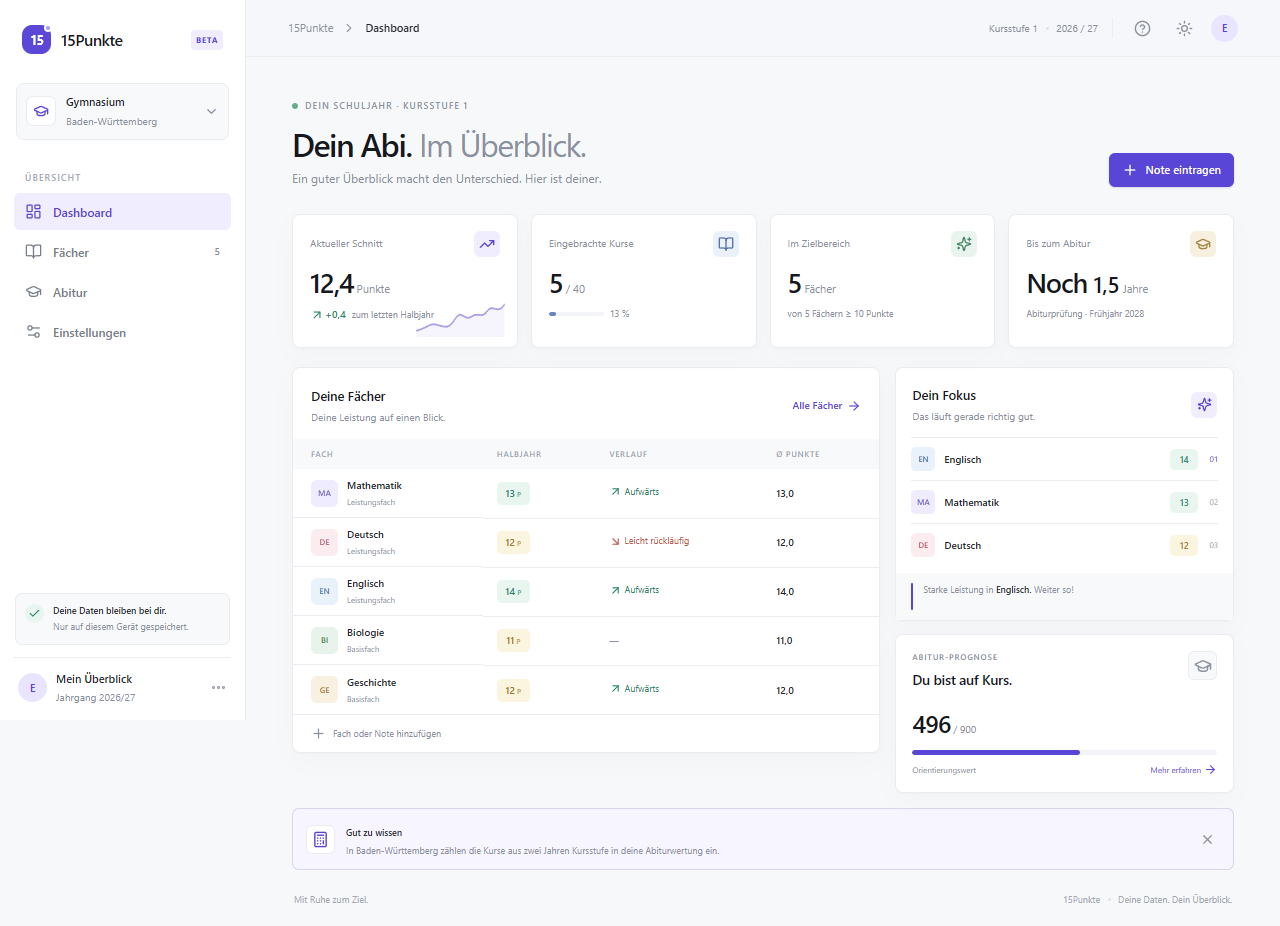 15 15Punkte BETA
Gymnasium
Baden-Württemberg
ÜBERSICHT
Dashboard
Fächer 5
Abitur
Einstellungen
Deine Daten bleiben bei dir.
Nur auf diesem Gerät gespeichert.
E Mein Überblick
Jahrgang 2026/27
15Punkte Dashboard
Kursstufe 1 · 2026 / 27 E
DEIN SCHULJAHR · KURSSTUFE 1
Dein Abi. Im Überblick.
Ein guter Überblick macht den Unterschied. Hier ist deiner.
Note eintragen
Aktueller Schnitt
12,4 Punkte
+0,4 zum letzten Halbjahr
Eingebrachte Kurse
5 / 40
13 %
Im Zielbereich
5 Fächer
von 5 Fächern ≥ 10 Punkte
Bis zum Abitur
Noch 1,5 Jahre
Abiturprüfung · Frühjahr 2028
Deine Fächer
Deine Leistung auf einen Blick.
Alle Fächer
FACH HALBJAHR VERLAUF Ø PUNKTE
MA Mathematik 13 P Aufwärts 13,0
Leistungsfach
DE Deutsch 12 P Leicht rückläufig 12,0
Leistungsfach
EN Englisch 14 P Aufwärts 14,0
Leistungsfach
BI Biologie 11 P — 11,0
Basisfach
GE Geschichte 12 P Aufwärts 12,0
Basisfach
Fach oder Note hinzufügen
Dein Fokus
Das läuft gerade richtig gut.
EN Englisch 14 01
MA Mathematik 13 02
DE Deutsch 12 03
Starke Leistung in Englisch. Weiter so!
ABITUR-PROGNOSE
Du bist auf Kurs.
496 / 900
Orientierungswert Mehr erfahren
Gut zu wissen
In Baden-Württemberg zählen die Kurse aus zwei Jahren Kursstufe in deine Abiturwertung ein.
Mit Ruhe zum Ziel.
15Punkte · Deine Daten. Dein Überblick.